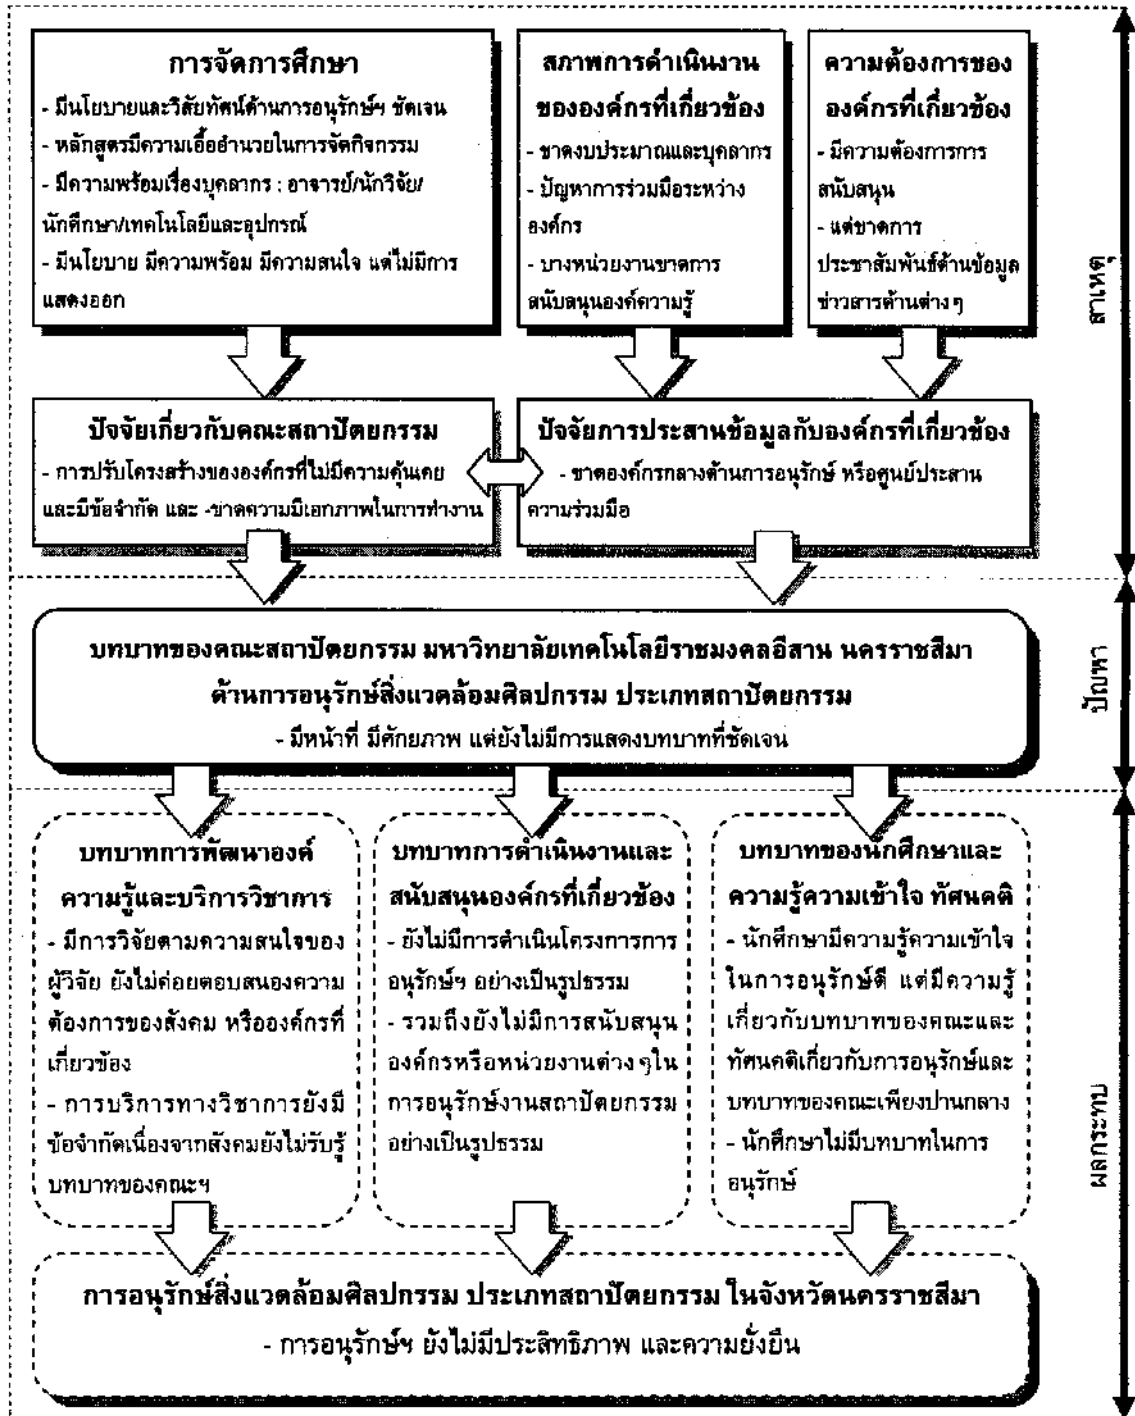 การจัดการศึกษา
- มีนโยบายและวิสัยทัศน์ด้านการอนุรักษ์ฯ ชัดเจน
- หลักสูตรมีความเอื้ออำนวยในการจัดกิจกรรม
- มีความพร้อมเรื่องบุคลากร : อาจารย์/นักวิจัย/
นักศึกษา/เทคโนโลยีและอุปกรณ์
- มีนโยบาย มีความพร้อม มีความสนใจ แต่ไม่มีการ
แสดงออก
สภาพการดำเนินงาน
ขององค์กรที่เกี่ยวข้อง
- ขาดงบประมาณและบุคลากร
- ปัญหาการร่วมมือระหว่าง
องค์กร
- บางหน่วยงานขาดการ
สนับสนุนองค์ความรู้
ความต้องการของ
องค์กรที่เกี่ยวข้อง
- มีความต้องการการ
สนับสนุน
- แต่ขาดการ
ประชาสัมพันธ์ด้านข้อมูล
ข่าวสารด้านต่างๆ
สาเหตุ
ปัจจัยเกี่ยวกับคณะสถาปัตยกรรม
- การปรับโครงสร้างขององค์กรที่ไม่มีความคุ้นเคย
และมีข้อจำกัด และ -ขาดความมีเอกภาพในการทำงาน
ปัจจัยการประสานข้อมูลกับองค์กรที่เกี่ยวข้อง
- ขาดองค์กรกลางด้านการอนุรักษ์ หรือศูนย์ประสาน
ความร่วมมือ
บทบาทของคณะสถาปัตยกรรม มหาวิทยาลัยเทคโนโลยีราชมงคลอีสาน นครราชสีมา
ด้านการอนุรักษ์สิ่งแวดล้อมศิลปกรรม ประเภทสถาปัตยกรรม
- มีหน้าที่ มีศักยภาพ แต่ยังไม่มีการแสดงบทบาทที่ชัดเจน
ปัญหา
บทบาทการพัฒนาองค์
ความรู้และบริการวิชาการ
- มีการวิจัยตามความสนใจของ
ผู้วิจัย ยังไม่ค่อยตอบสนองความ
ต้องการของสังคม หรือองค์กรที่
เกี่ยวข้อง
- การบริการทางวิชาการยังมี
ข้อจำกัดเนื่องจากสังคมยังไม่รับรู้
บทบาทของคณะฯ
บทบาทการดำเนินงานและ
สนับสนุนองค์กรที่เกี่ยวข้อง
- ยังไม่มีการดำเนินโครงการการ
อนุรักษ์ฯ อย่างเป็นรูปธรรม
- รวมถึงยังไม่มีการสนับสนุน
องค์กรหรือหน่วยงานต่างๆใน
การอนุรักษ์งานสถาปัตยกรรม
อย่างเป็นรูปธรรม
บทบาทของนักศึกษาและ
ความรู้ความเข้าใจ ทัศนคติ
- นักศึกษามีความรู้ความเข้าใจ
ในการอนุรักษ์ดี แต่มีความรู้
เกี่ยวกับบทบาทของคณะและ
ทัศนคติเกี่ยวกับการอนุรักษ์และ
บทบาทของคณะเพียงปานกลาง
- นักศึกษาไม่มีบทบาทในการ
อนุรักษ์
ผลกระทบ
การอนุรักษ์สิ่งแวดล้อมศิลปกรรม ประเภทสถาปัตยกรรม ในจังหวัดนครราชสีมา
- การอนุรักษ์ฯ ยังไม่มีประสิทธิภาพ และความยั่งยืน